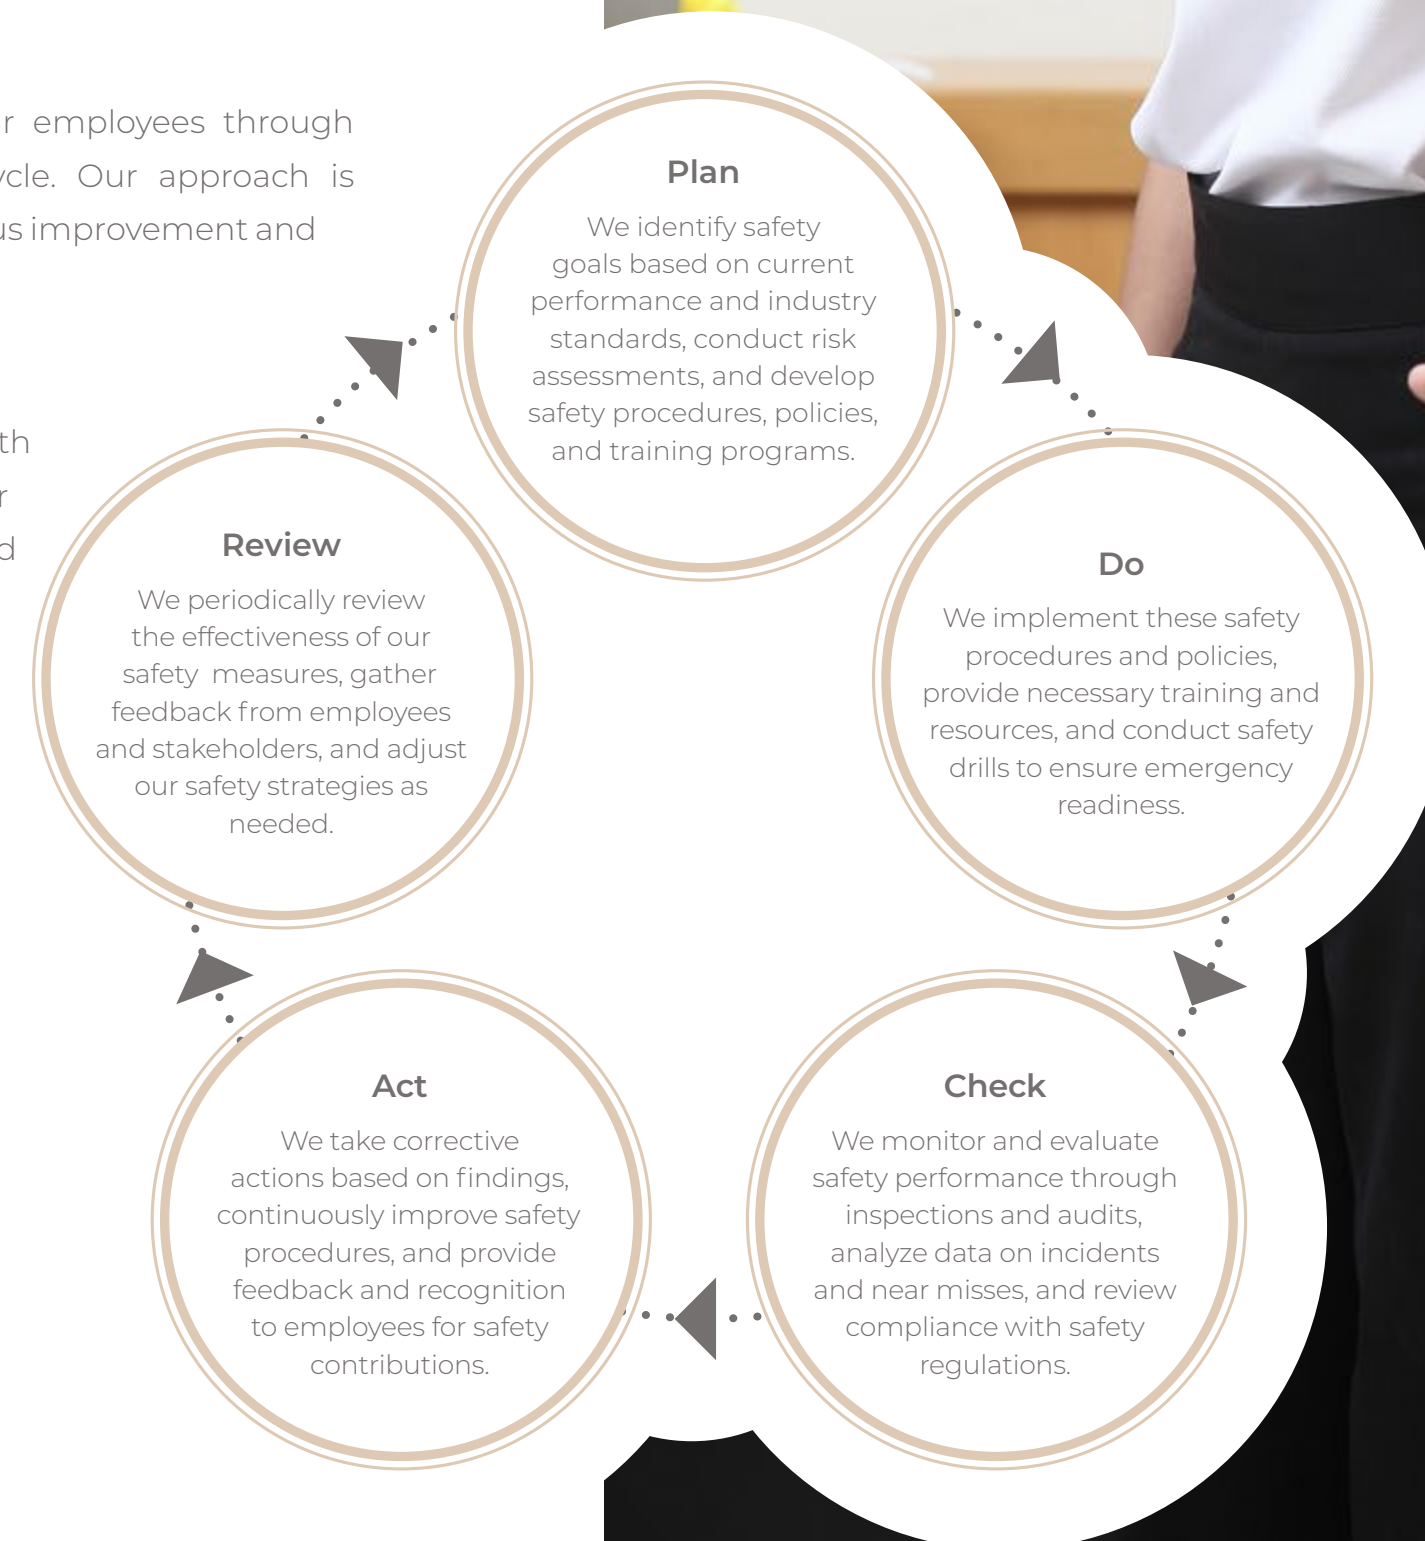 r employees through
ycle. Our approach is
us improvement and
th
r
d
Plan
We identify safety
goals based on current
performance and industry
standards, conduct risk
assessments, and develop
safety procedures, policies,
and training programs.
Do
We implement these safety
procedures and policies,
provide necessary training and
resources, and conduct safety
drills to ensure emergency
readiness.
Check
We monitor and evaluate
safety performance through
inspections and audits,
analyze data on incidents
and near misses, and review
compliance with safety
regulations.
Act
We take corrective
actions based on findings,
continuously improve safety
procedures, and provide
feedback and recognition
to employees for safety
contributions.
Review
We periodically review
the effectiveness of our
safety  measures, gather
feedback from employees
and stakeholders, and adjust
our safety strategies as
needed.